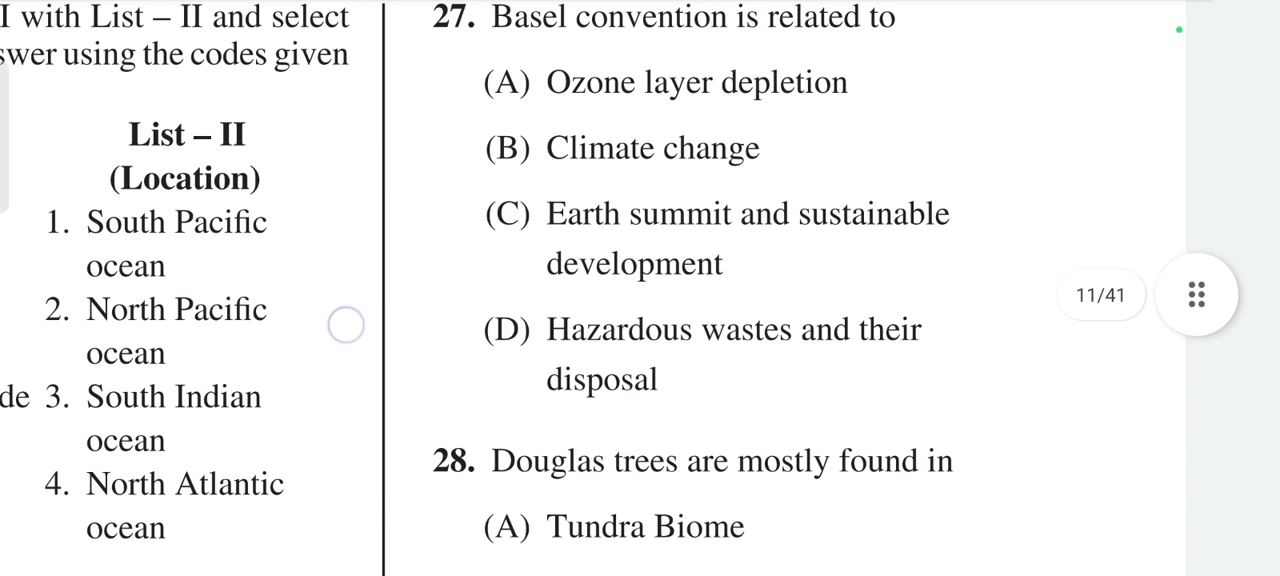 I with List – II and select
swer using the codes given
List – II
(Location)
1. South Pacific
ocean
2. North Pacific
ocean
de 3. South Indian
ocean
4. North Atlantic
ocean
27. Basel convention is related to
(A) Ozone layer depletion
(B) Climate change
(C) Earth summit and sustainable
development
(D) Hazardous wastes and their
disposal
28. Douglas trees are mostly found in
(A) Tundra Biome
11/41